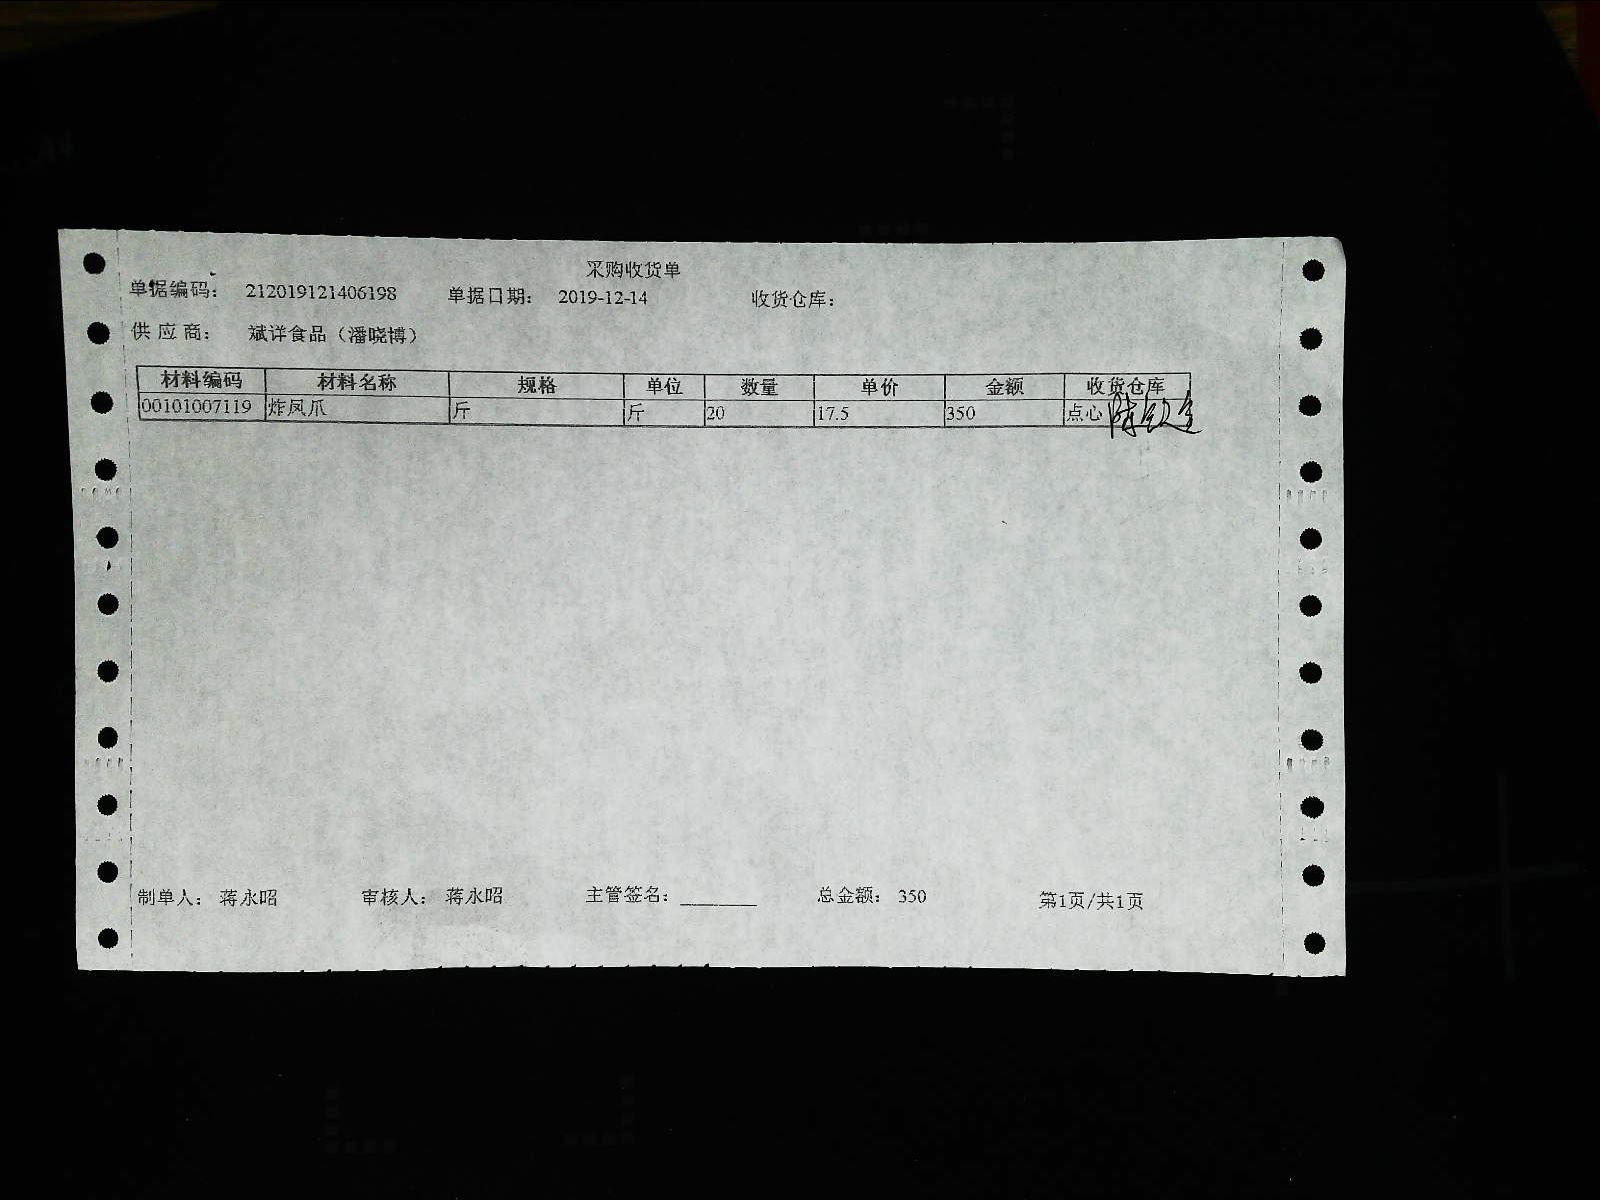 采购收货单
单据编码： 212019121406198 单据日期： 2019-12-14 收货仓库：
供 应 商： 斌详食品（潘晓博）
材料编码 材料名称 规格 单位 数量 单价 金额 收货仓库
00101007119 炸凤爪 斤 斤 20 17.5 350 点心
制单人： 蒋永昭 审核人： 蒋永昭 主管签名：________ 总金额： 350 第1页/共1页